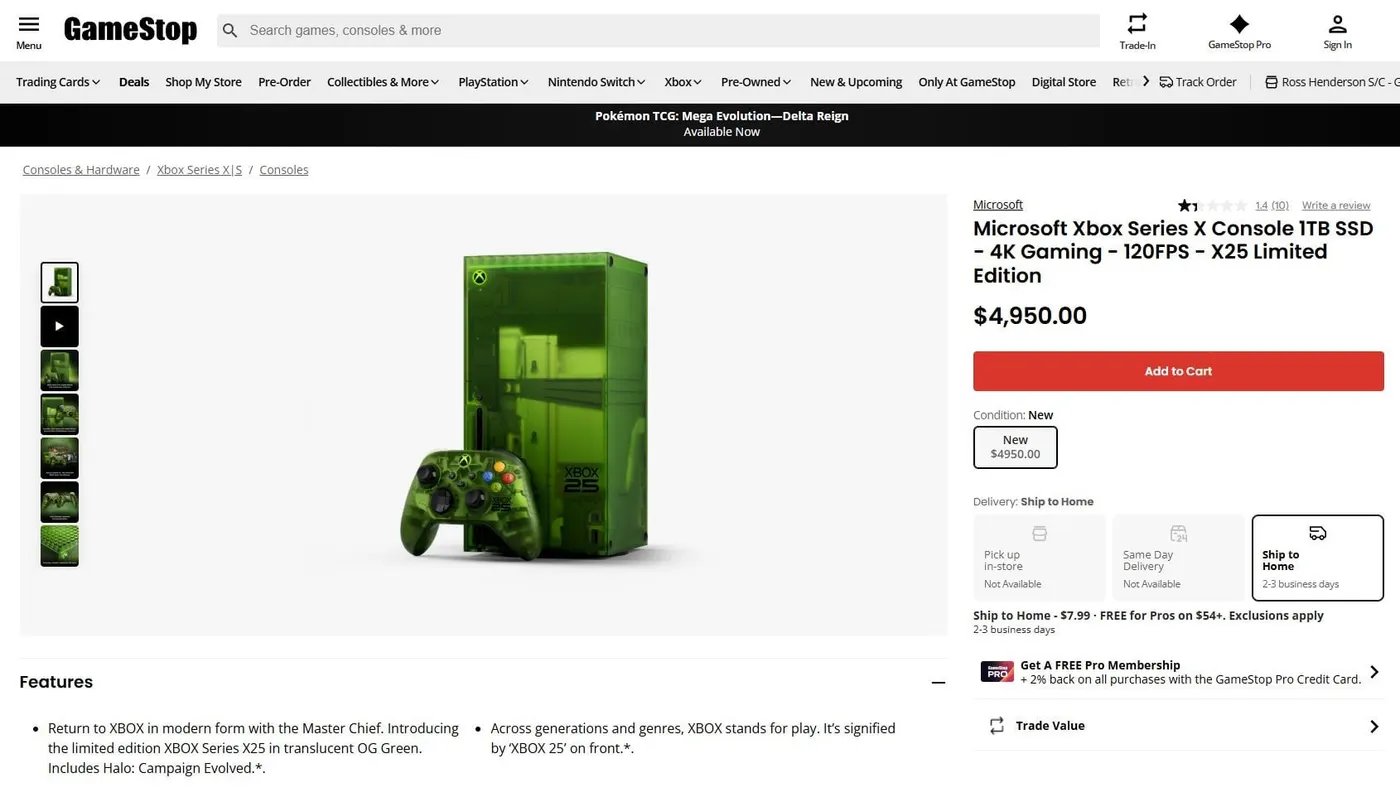 Menu
GameStop
Search games, consoles & more
Trade-In
GameStop Pro
Sign In
Trading Cards
Deals
Shop My Store
Pre-Order
Collectibles & More
PlayStation
Nintendo Switch
Xbox
Pre-Owned
New & Upcoming
Only At GameStop
Digital Store
Retr
Track Order
Ross Henderson S/C - G
Pokémon TCG: Mega Evolution—Delta Reign
Available Now
Consoles & Hardware / Xbox Series X|S / Consoles
XBOX
25
Microsoft
1.4 (10) Write a review
Microsoft Xbox Series X Console 1TB SSD
- 4K Gaming - 120FPS - X25 Limited
Edition
$4,950.00
Add to Cart
Condition: New
New
$4950.00
Delivery: Ship to Home
Pick up
in-store
Not Available
24
Same Day
Delivery
Not Available
Ship to
Home
2-3 business days
Ship to Home - $7.99 · FREE for Pros on $54+. Exclusions apply
2-3 business days
GameStop
PRO
Get A FREE Pro Membership
+ 2% back on all purchases with the GameStop Pro Credit Card.
Trade Value
Features
Return to XBOX in modern form with the Master Chief. Introducing
the limited edition XBOX Series X25 in translucent OG Green.
Includes Halo: Campaign Evolved.*.
Across generations and genres, XBOX stands for play. It’s signified
by ‘XBOX 25’ on front.*.